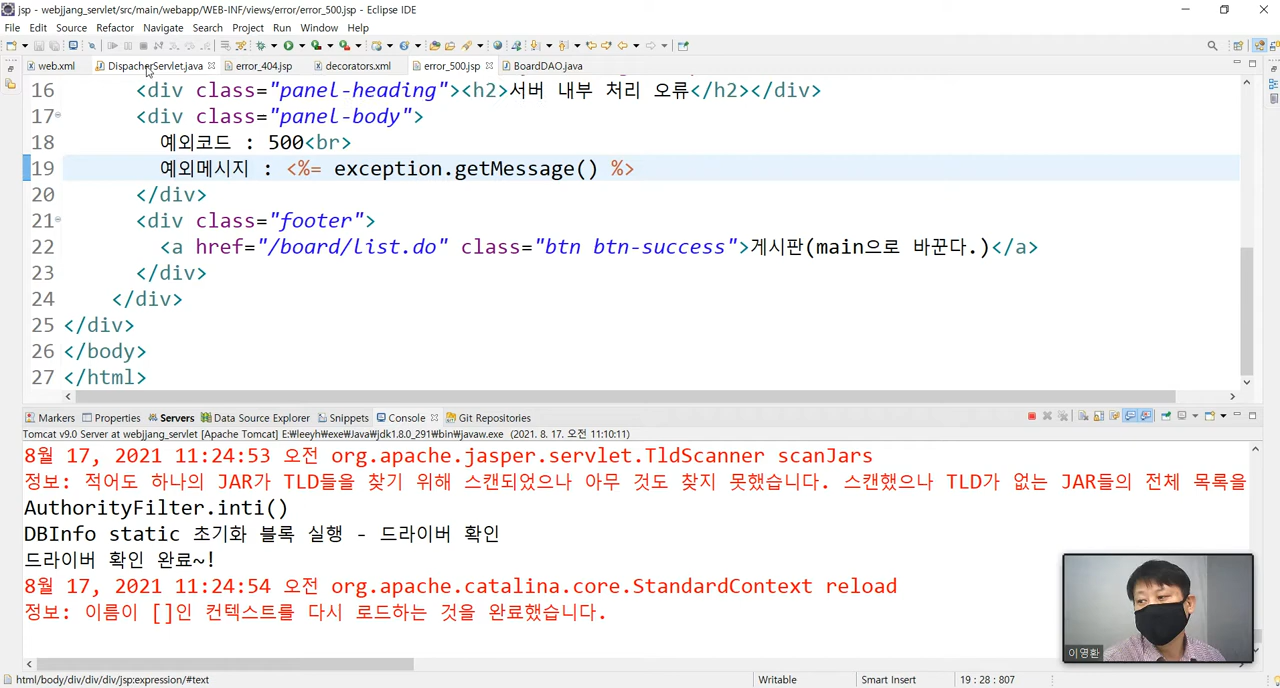 jsp - webjjang_servlet/src/main/webapp/WEB-INF/views/error/error_500.jsp - Eclipse IDE
File Edit Source Refactor Navigate Search Project Run Window Help
web.xml DispacherServlet.java error_404.jsp decorators.xml error_500.jsp BoardDAO.java
16 <div class="panel-heading"><h2>서버 내부 처리 오류</h2></div>
17 <div class="panel-body">
18 예외코드 : 500<br>
19 예외메시지 : <%= exception.getMessage() %>
20 </div>
21 <div class="footer">
22 <a href="/board/list.do" class="btn btn-success">게시판(main으로 바꾼다.)</a>
23 </div>
24 </div>
25 </div>
26 </body>
27 </html>
Markers Properties Servers Data Source Explorer Snippets Console Git Repositories
Tomcat v9.0 Server at webjjang_servlet [Apache Tomcat] E:₩leeyh₩exe₩Java₩jdk1.8.0_291₩bin₩javaw.exe (2021. 8. 17. 오전 11:10:11)
8월 17, 2021 11:24:53 오전 org.apache.jasper.servlet.TldScanner scanJars
정보: 적어도 하나의 JAR가 TLD들을 찾기 위해 스캔되었으나 아무 것도 찾지 못했습니다. 스캔했으나 TLD가 없는 JAR들의 전체 목록을
AuthorityFilter.inti()
DBInfo static 초기화 블록 실행 - 드라이버 확인
드라이버 확인 완료~!
8월 17, 2021 11:24:54 오전 org.apache.catalina.core.StandardContext reload
정보: 이름이 []인 컨텍스트를 다시 로드하는 것을 완료했습니다.
이영환
html/body/div/div/div/jsp:expression/#text Writable Smart Insert 19 : 28 : 807